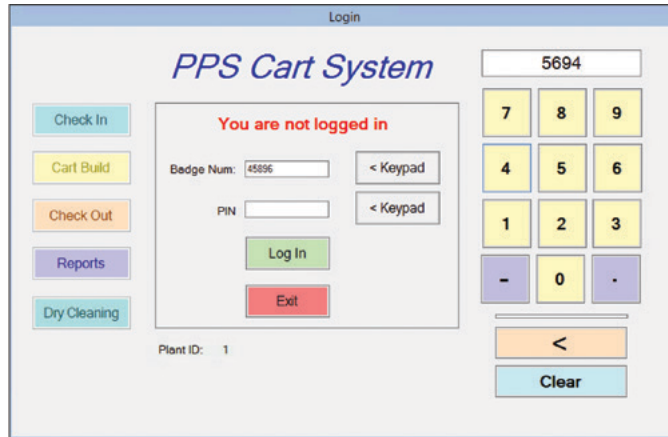 Login
PPS Cart System
5694
Check In
Cart Build
Check Out
Reports
Dry Cleaning
You are not logged in
Badge Num: 45896 < Keypad
PIN < Keypad
Log In
Exit
Plant ID: 1
7 8 9
4 5 6
1 2 3
- 0 .
<
Clear